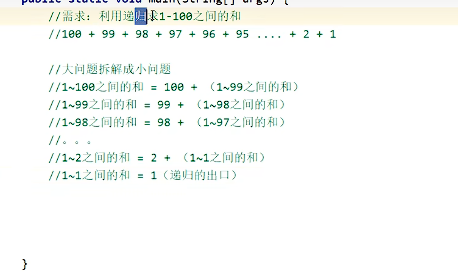 public static void main(String[] args) {
//需求：利用递归求1-100之间的和
//100 + 99 + 98 + 97 + 96 + 95 .... + 2 + 1
//大问题拆解成小问题
//1~100之间的和 = 100 + （1~99之间的和）
//1~99之间的和 = 99 + （1~98之间的和）
//1~98之间的和 = 98 + （1~97之间的和）
//。。。
//1~2之间的和 = 2 + （1~1之间的和）
//1~1之间的和 = 1（递归的出口）
}